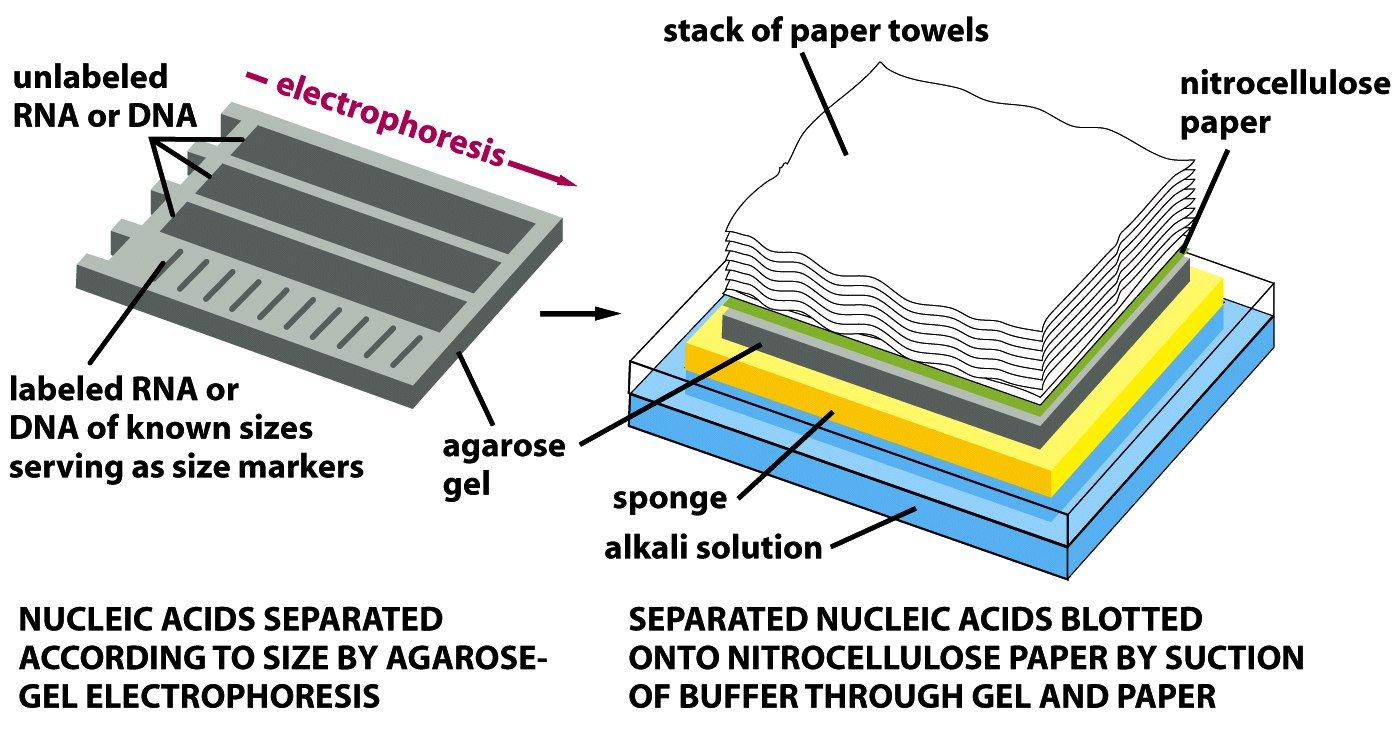 unlabeled
RNA or DNA
electrophoresis
labeled RNA or
DNA of known sizes
serving as size markers
agarose
gel
stack of paper towels
nitrocellulose
paper
sponge
alkali solution
NUCLEIC ACIDS SEPARATED
ACCORDING TO SIZE BY AGAROSE-
GEL ELECTROPHORESIS
SEPARATED NUCLEIC ACIDS BLOTTED
ONTO NITROCELLULOSE PAPER BY SUCTION
OF BUFFER THROUGH GEL AND PAPER